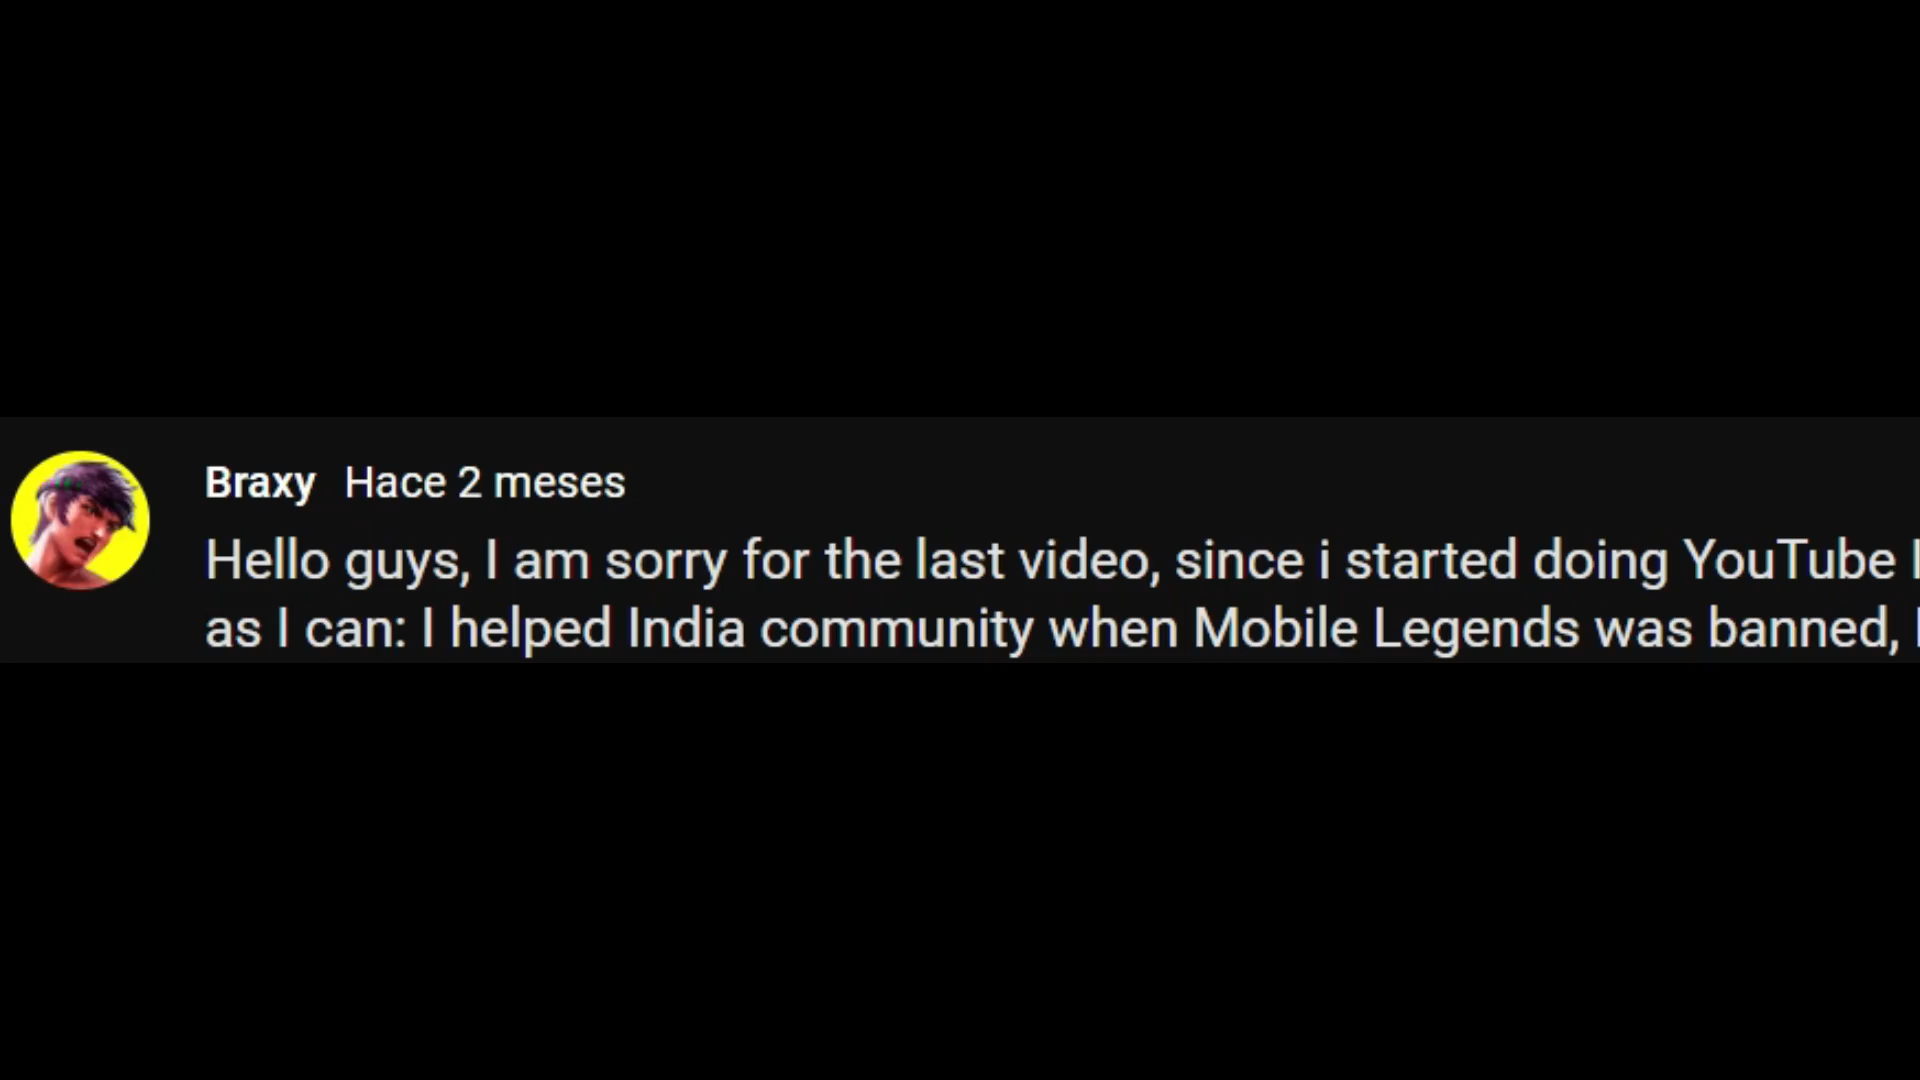 Braxy Hace 2 meses
Hello guys, I am sorry for the last video, since i started doing YouTube
as I can: I helped India community when Mobile Legends was banned,